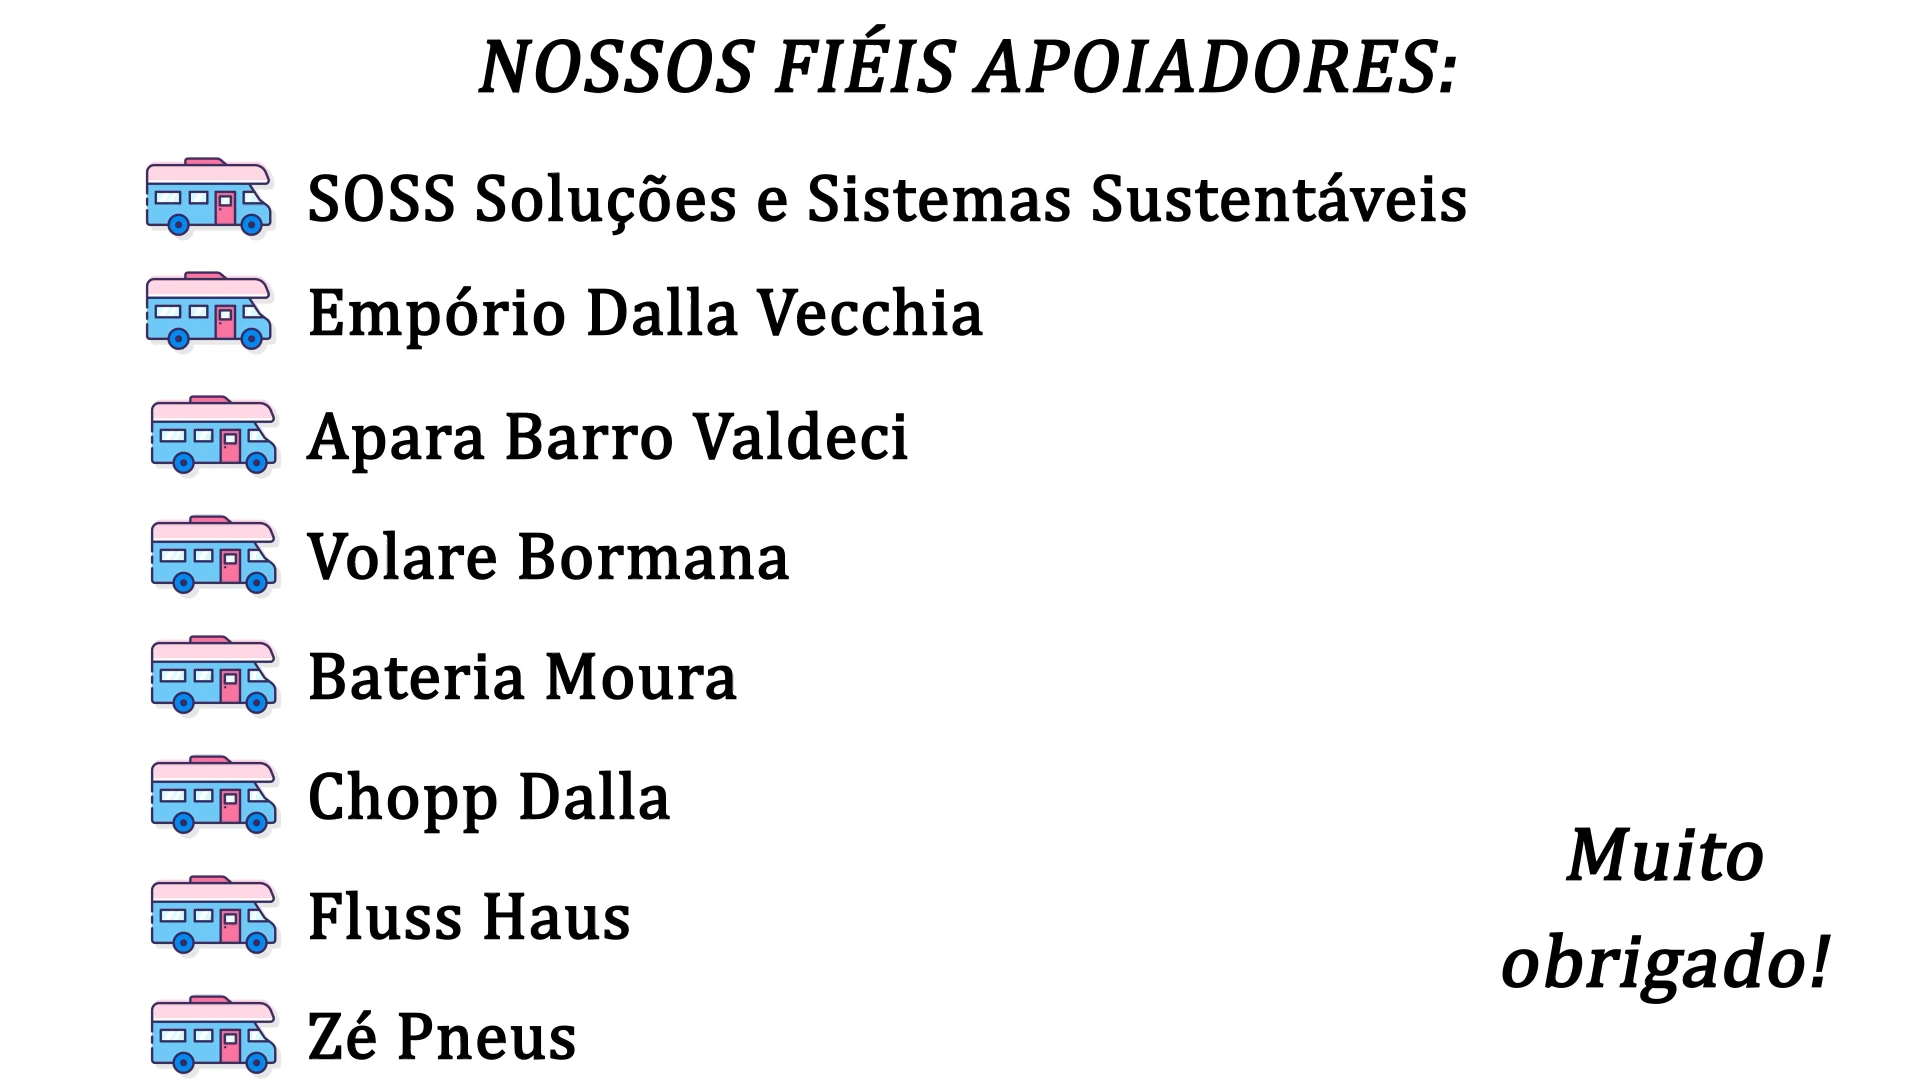 NOSSOS FIÉIS APOIADORES:
SOSS Soluções e Sistemas Sustentáveis
Empório Dalla Vecchia
Apara Barro Valdeci
Volare Bormana
Bateria Moura
Chopp Dalla
Fluss Haus
Zé Pneus
Muito
obrigado!